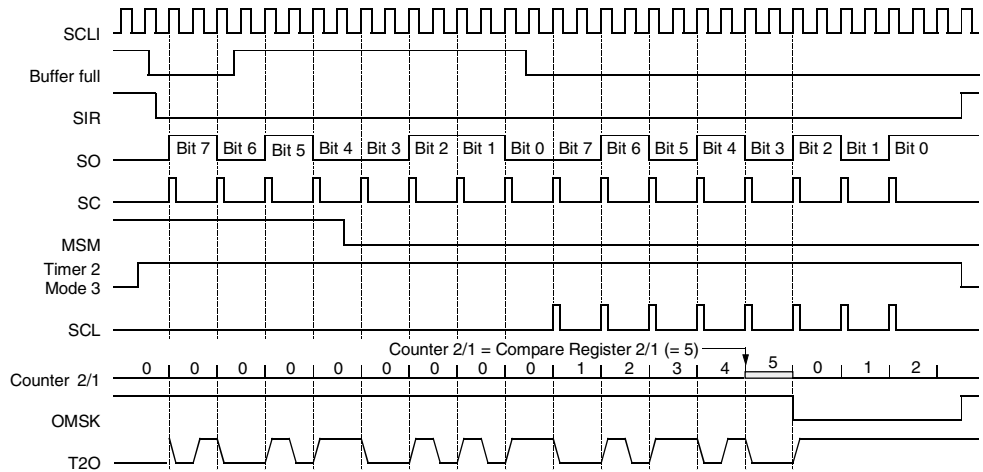 SCLI
Buffer full
SIR
SO
Bit 7 Bit 6 Bit 5 Bit 4 Bit 3 Bit 2 Bit 1 Bit 0 Bit 7 Bit 6 Bit 5 Bit 4 Bit 3 Bit 2 Bit 1 Bit 0
SC
MSM
Timer 2
Mode 3
SCL
Counter 2/1 = Compare Register 2/1 (= 5)
Counter 2/1
0 0 0 0 0 0 0 0 0 1 2 3 4 5 0 1 2
OMSK
T2O